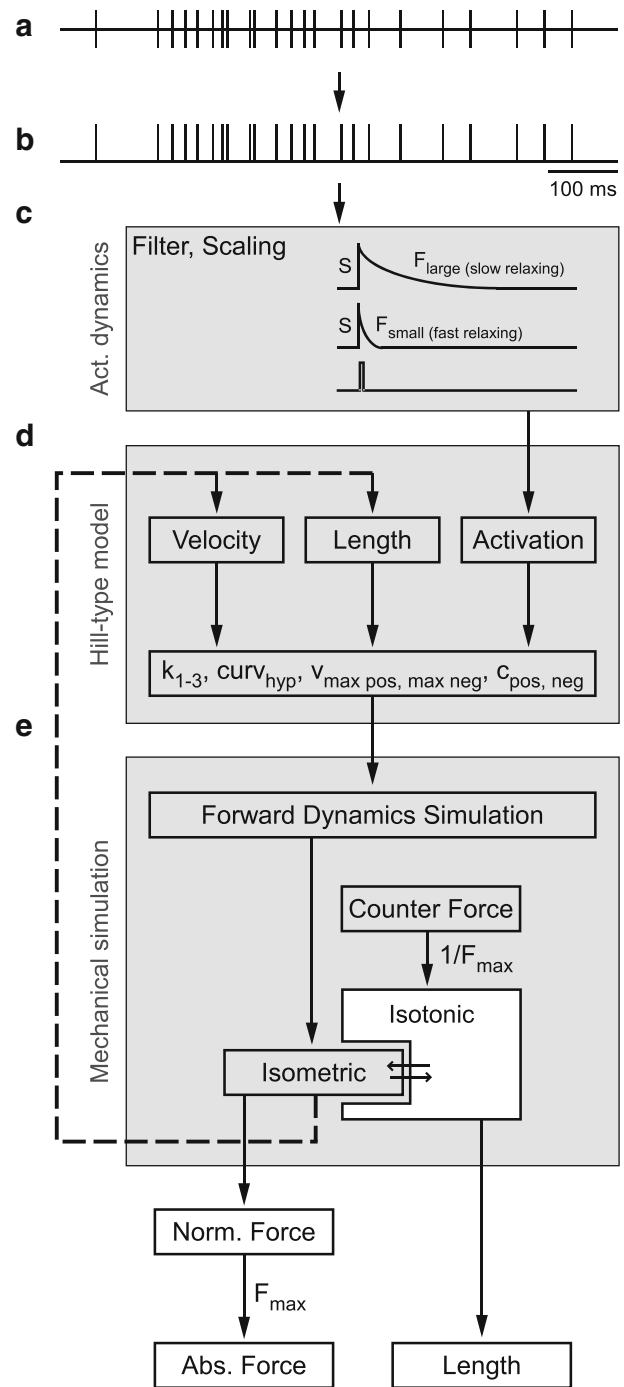 a
b
100 ms
c
Act. dynamics
Filter, Scaling
S
F large (slow relaxing)
S
F small (fast relaxing)
d
Hill-type model
Velocity
Length
Activation
k1-3, curvhyp, vmax pos, max neg, cpos, neg
e
Mechanical simulation
Forward Dynamics Simulation
Counter Force
1/Fmax
Isotonic
Isometric
Norm. Force
Fmax
Abs. Force
Length